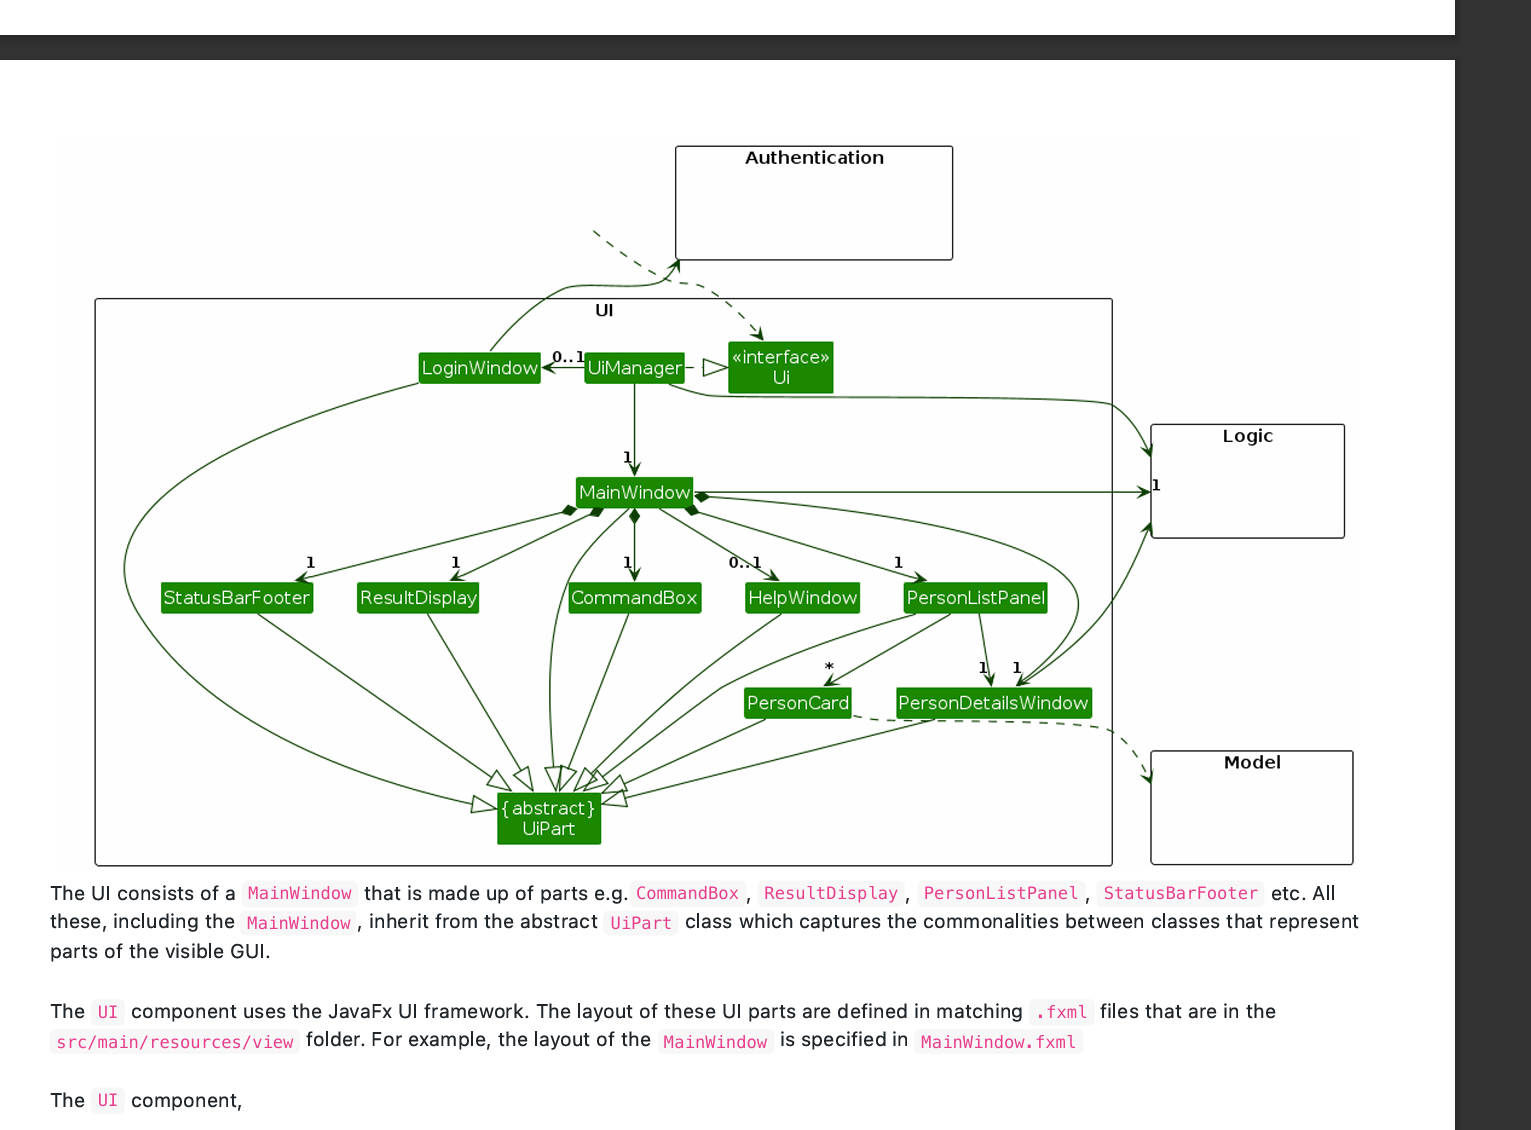 Authentication
UI
LoginWindow
0..1
UiManager
«interface»
Ui
Logic
1
MainWindow
1
1
1
1
0..1
1
StatusBarFooter
ResultDisplay
CommandBox
HelpWindow
PersonListPanel
*
1
1
PersonCard
PersonDetailsWindow
Model
{abstract}
UiPart
The UI consists of a MainWindow that is made up of parts e.g. CommandBox , ResultDisplay , PersonListPanel , StatusBarFooter etc. All
these, including the MainWindow , inherit from the abstract UiPart class which captures the commonalities between classes that represent
parts of the visible GUI.
The UI component uses the JavaFx UI framework. The layout of these UI parts are defined in matching .fxml files that are in the
src/main/resources/view folder. For example, the layout of the MainWindow is specified in MainWindow.fxml
The UI component,